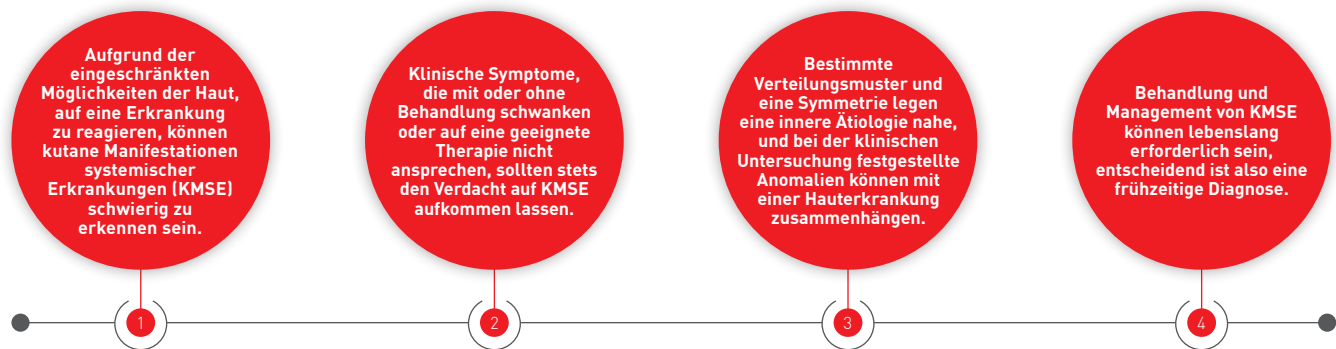 Aufgrund der
eingeschränkten
Möglichkeiten der Haut,
auf eine Erkrankung
zu reagieren, können
kutane Manifestationen
systemischer
Erkrankungen (KMSE)
schwierig zu
erkennen sein.
1
Klinische Symptome,
die mit oder ohne
Behandlung schwanken
oder auf eine geeignete
Therapie nicht
ansprechen, sollten stets
den Verdacht auf KMSE
aufkommen lassen.
2
Bestimmte
Verteilungsmuster und
eine Symmetrie legen
eine innere Ätiologie nahe,
und bei der klinischen
Untersuchung festgestellte
Anomalien können mit
einer Hauterkrankung
zusammenhängen.
3
Behandlung und
Management von KMSE
können lebenslang
erforderlich sein,
entscheidend ist also eine
frühzeitige Diagnose.
4